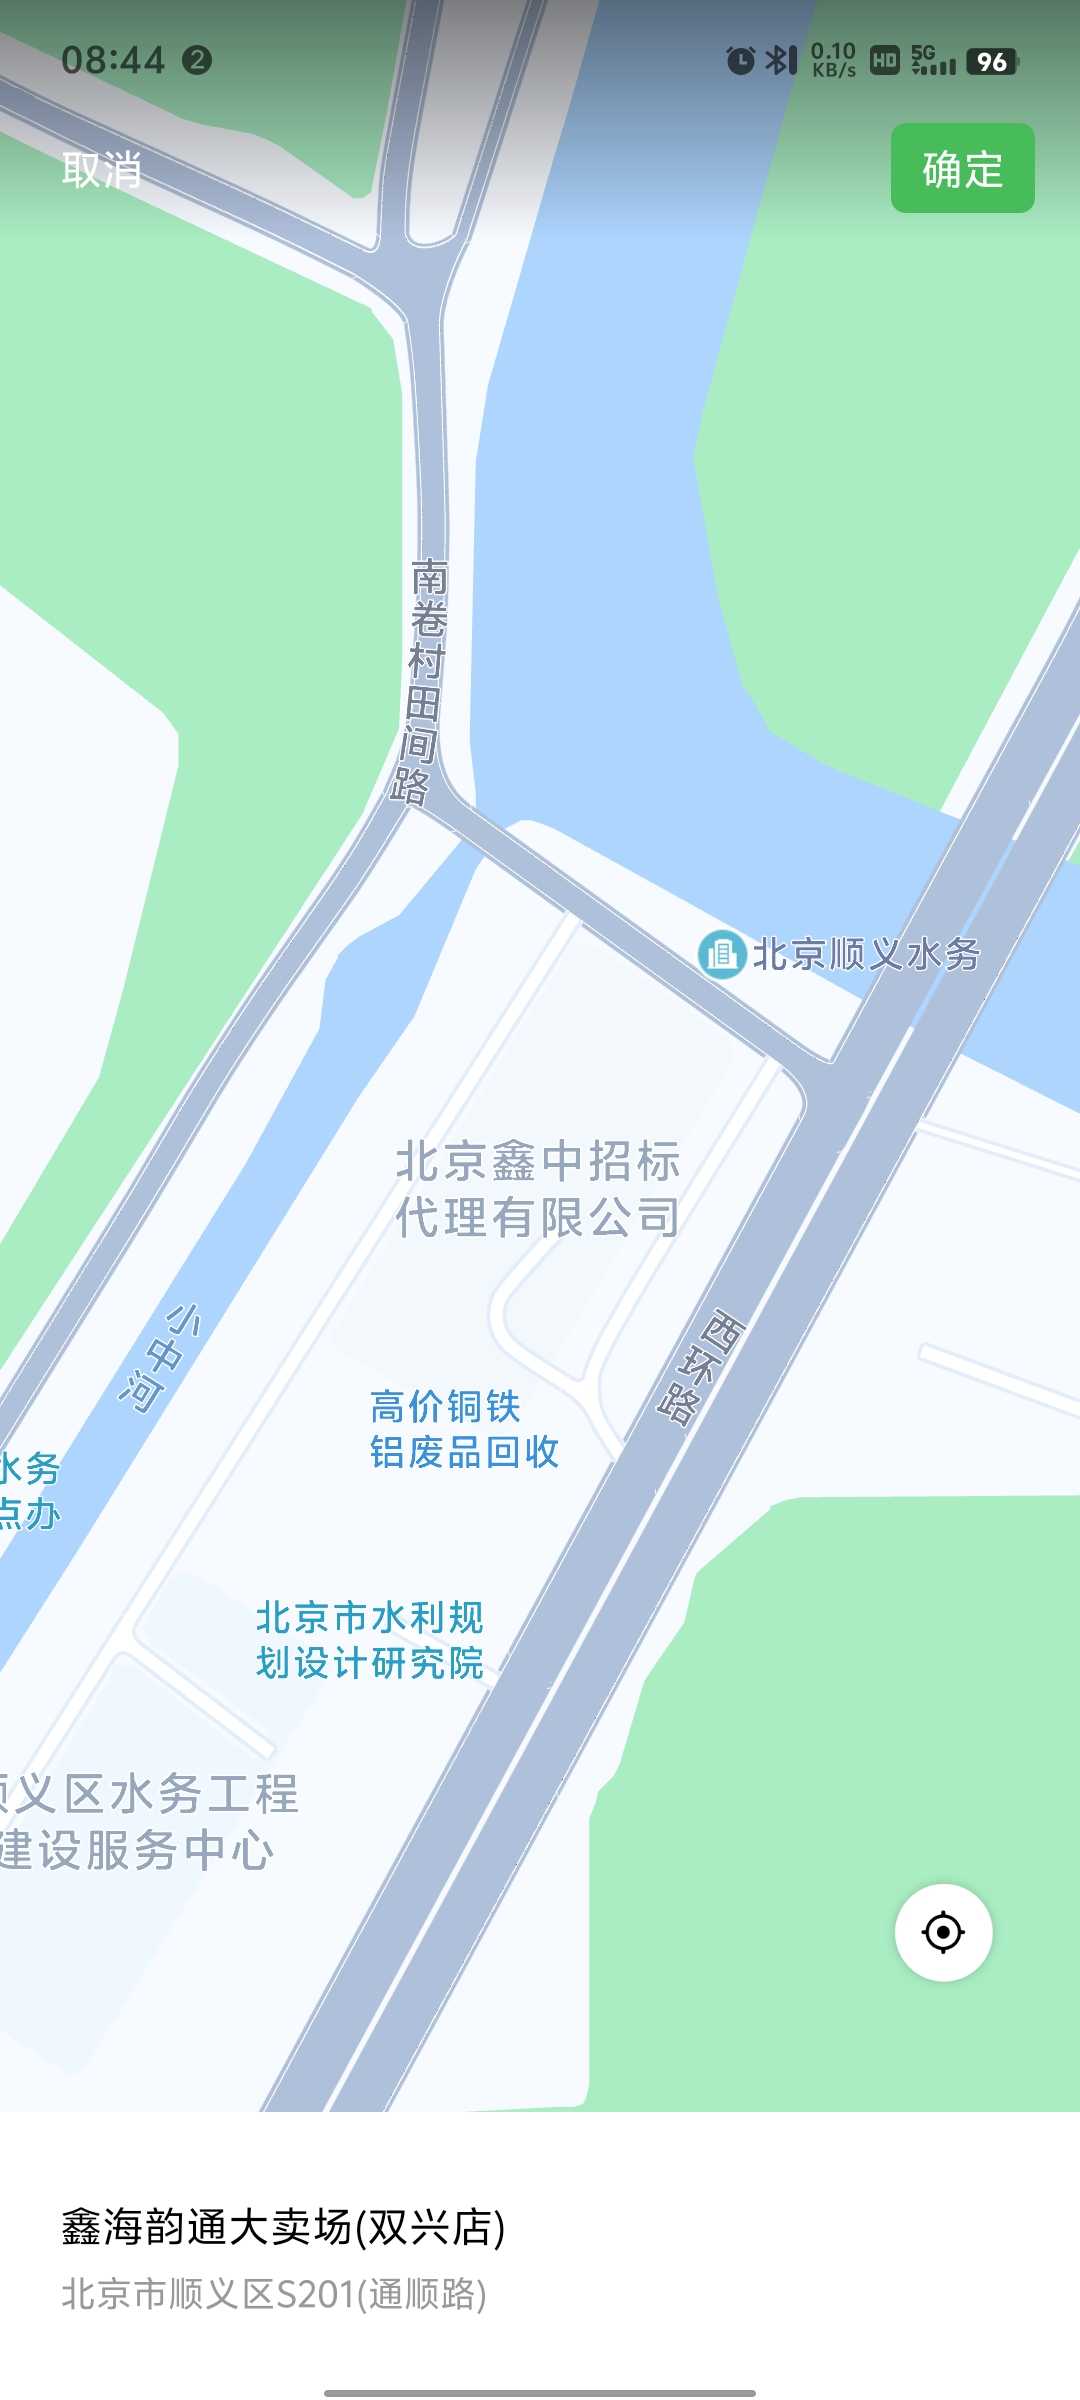 08:44 2
0.10 KB/s HD 5G 96
取消
确定
南卷村田间路
北京顺义水务
北京鑫中招标
代理有限公司
小中河
西环路
高价铜铁
铝废品回收
水务
点办
北京市水利规
划设计研究院
义区水务工程
建设服务中心
鑫海韵通大卖场(双兴店)
北京市顺义区S201(通顺路)